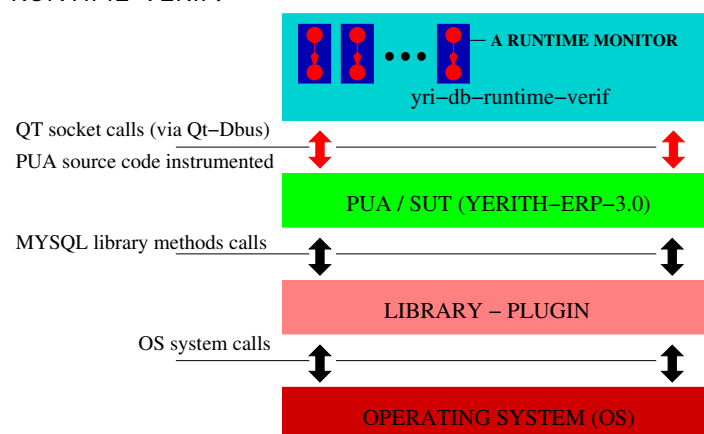 A RUNTIME MONITOR
yri−db−runtime−verif
QT socket calls (via Qt−Dbus)
PUA source code instrumented
PUA / SUT (YERITH−ERP−3.0)
MYSQL library methods calls
LIBRARY − PLUGIN
OS system calls
OPERATING SYSTEM (OS)